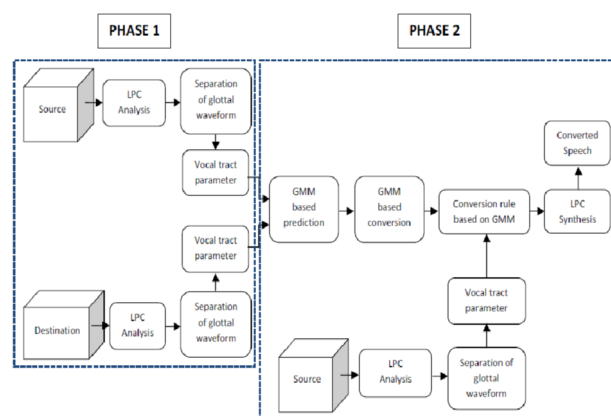 PHASE 1
PHASE 2
Source
LPC
Analysis
Separation
of glottal
waveform
Vocal tract
parameter
Vocal tract
parameter
Destination
LPC
Analysis
Separation
of glottal
waveform
GMM
based
prediction
GMM
based
conversion
Conversion rule
based on GMM
LPC
Synthesis
Converted
Speech
Vocal tract
parameter
Source
LPC
Analysis
Separation of
glottal
waveform